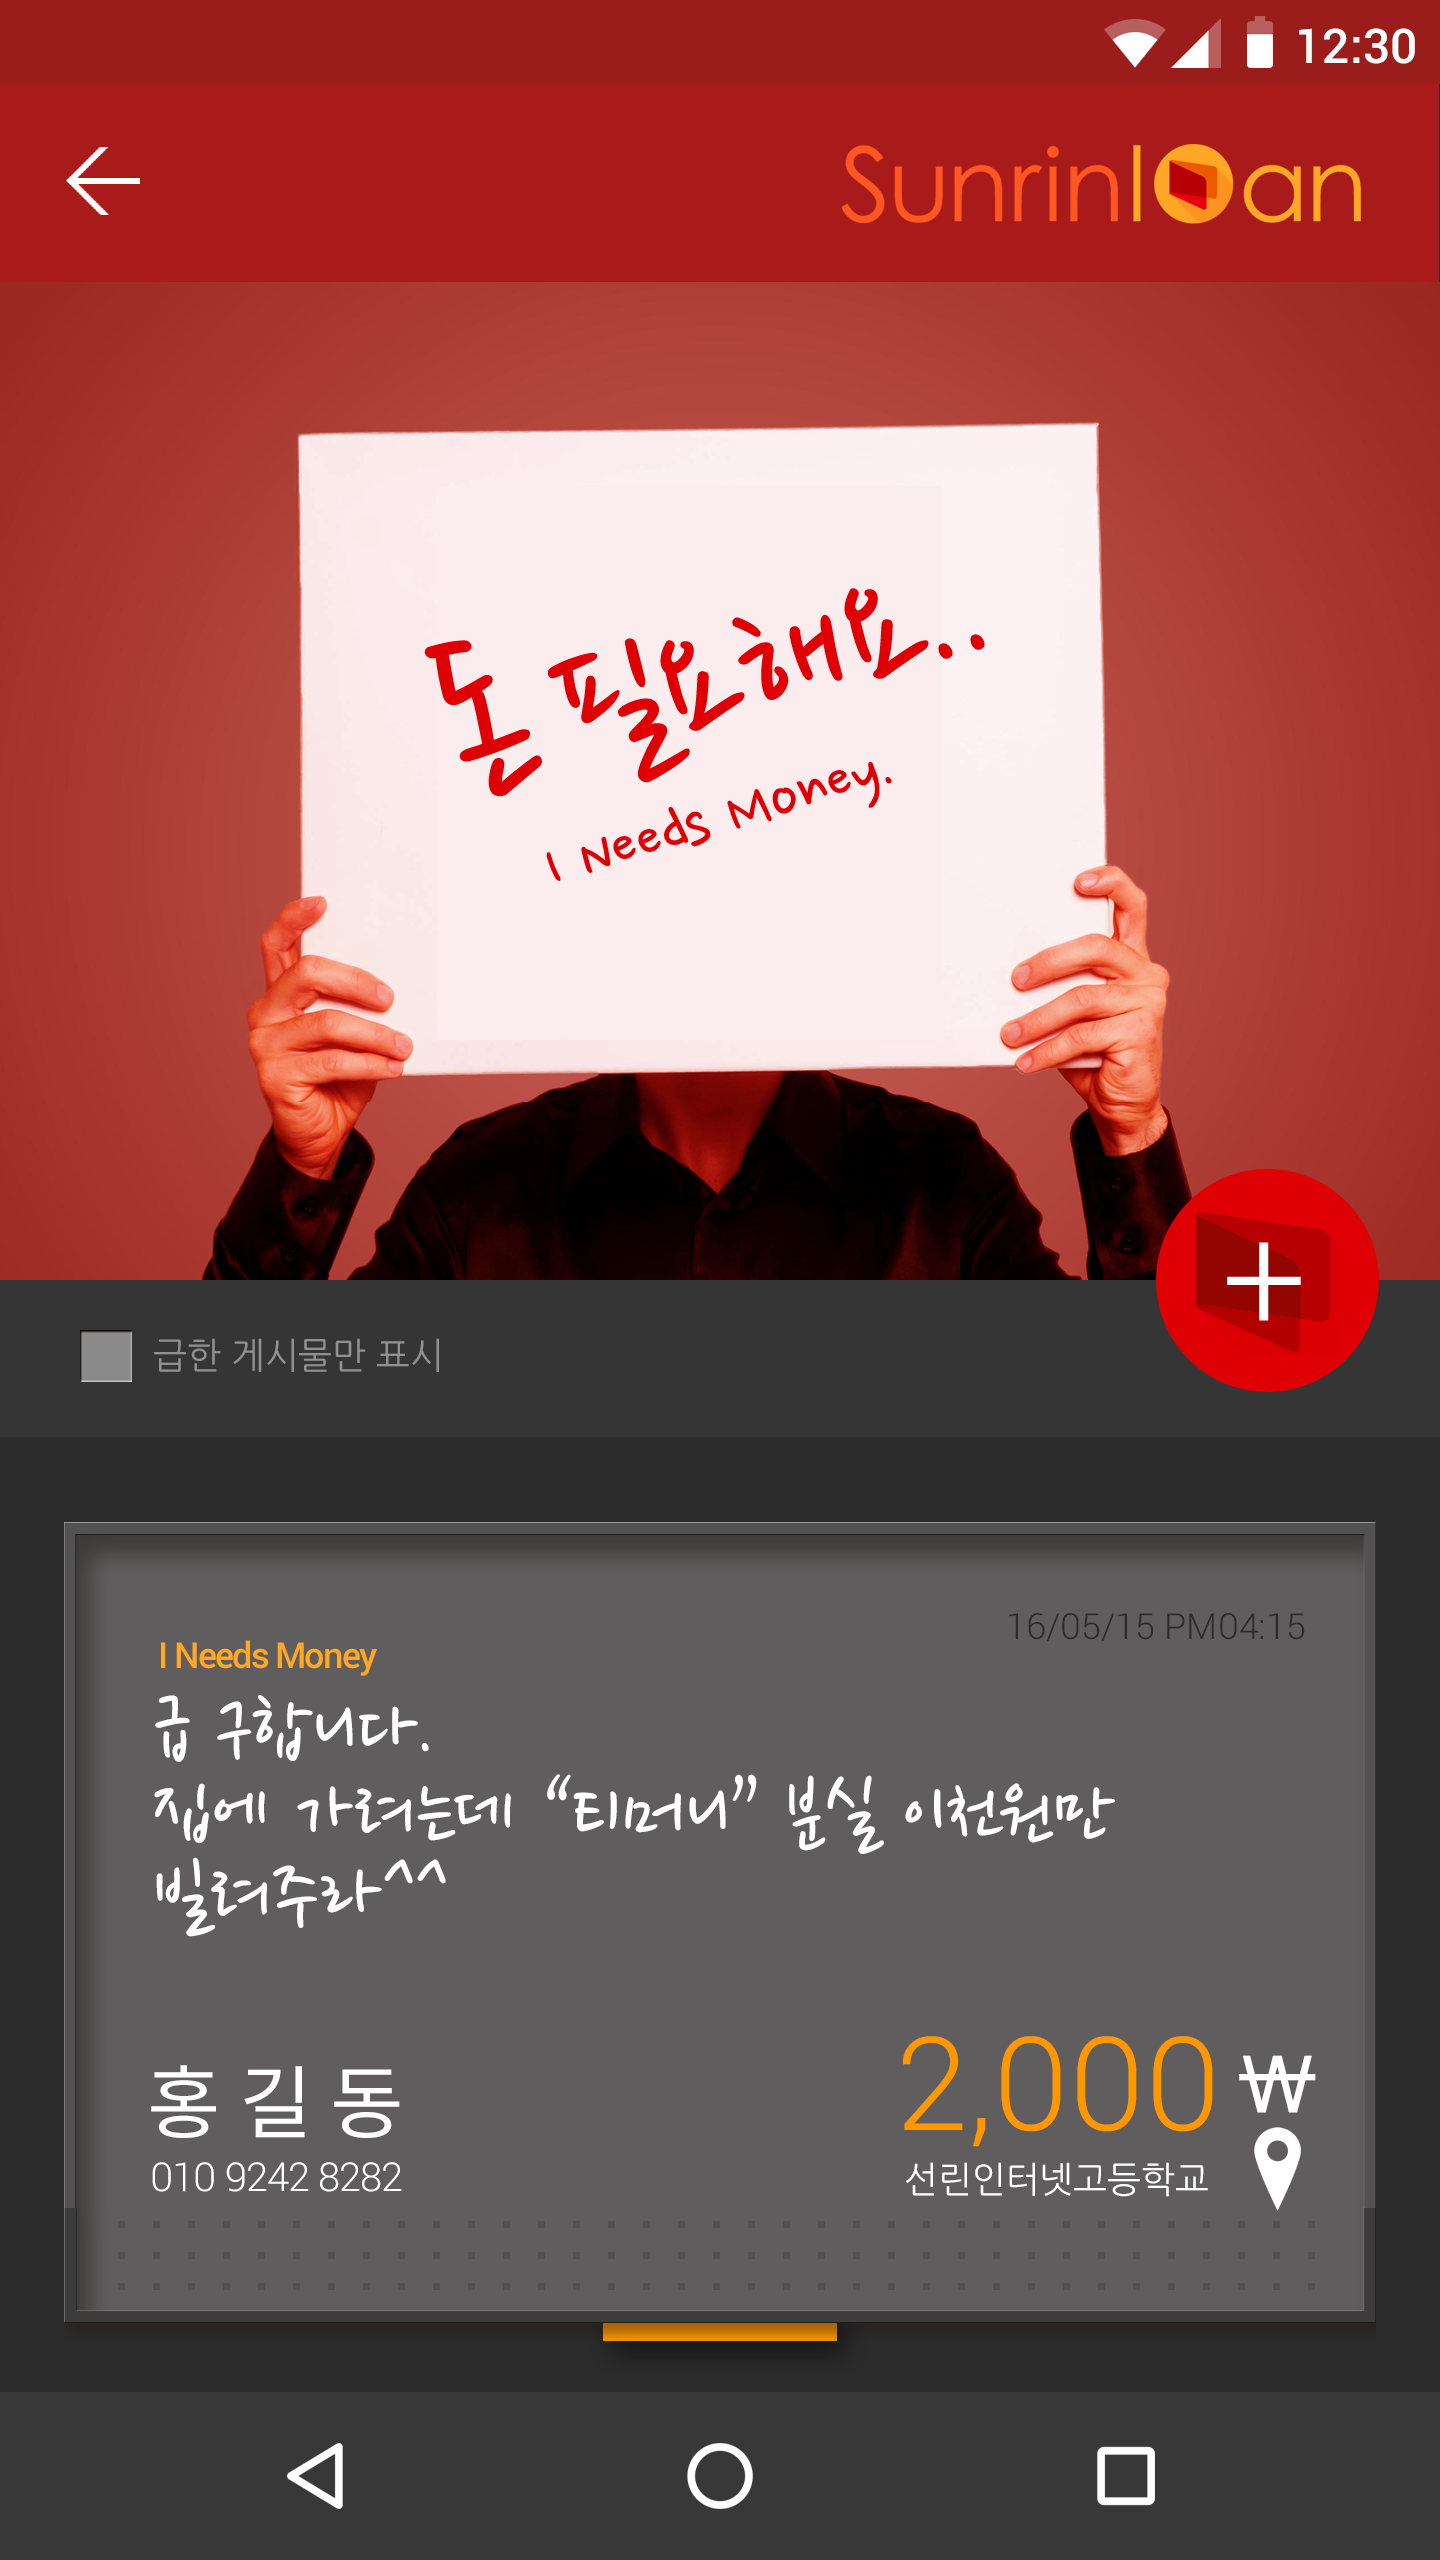 12:30
Sunrinloan
돈 필요해요..
I Needs Money.
급한 게시물만 표시
16/05/15 PM04:15
I Needs Money
급 구합니다.
집에 가려는데 “티머니” 분실 이천원만
빌려주라^^
홍길동
2,000 ₩
010 9242 8282
선린인터넷고등학교